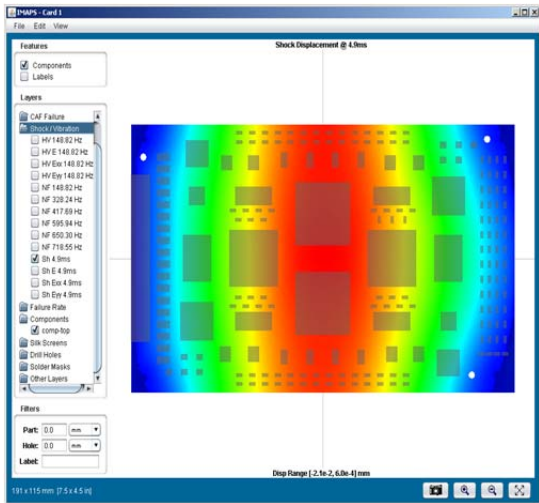 IMAPS - Card 1
File Edit View
Features
Components
Labels
Layers
CAF Failure
Shock / Vibration
HV 148.82 Hz
HV E 148.82 Hz
HV Exx 148.82 Hz
HV Eyy 148.82 Hz
NF 148.82 Hz
NF 328.24 Hz
NF 417.69 Hz
NF 595.94 Hz
NF 650.30 Hz
NF 718.55 Hz
Sh 4.9ms
Sh E 4.9ms
Sh Exx 4.9ms
Sh Eyy 4.9ms
Failure Rate
Components
comp-top
Silk Screens
Drill Holes
Solder Masks
Other Layers
Filters
Part: 0.0 mm
Hole: 0.0 mm
Label:
Shock Displacement @ 4.9ms
Disp Range [-2.1e-2, 6.0e-4] mm
191 x 115 mm [7.5 x 4.5 in]